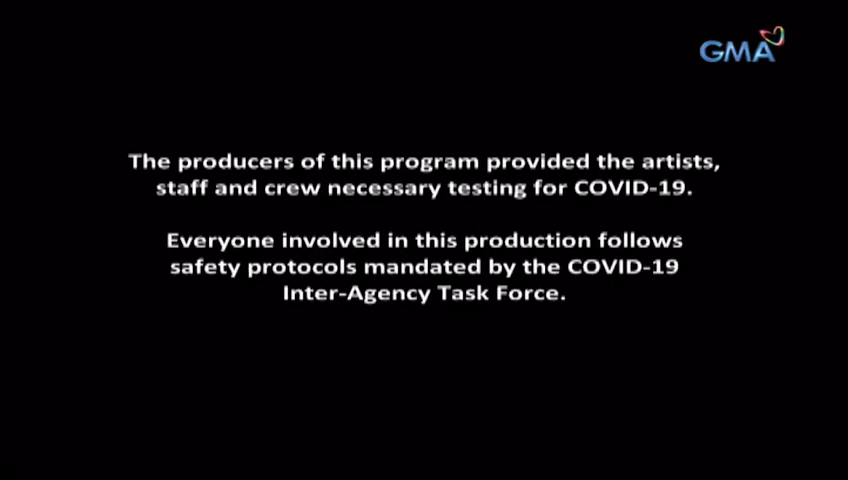 GMA
The producers of this program provided the artists,
staff and crew necessary testing for COVID-19.
Everyone involved in this production follows
safety protocols mandated by the COVID-19
Inter-Agency Task Force.